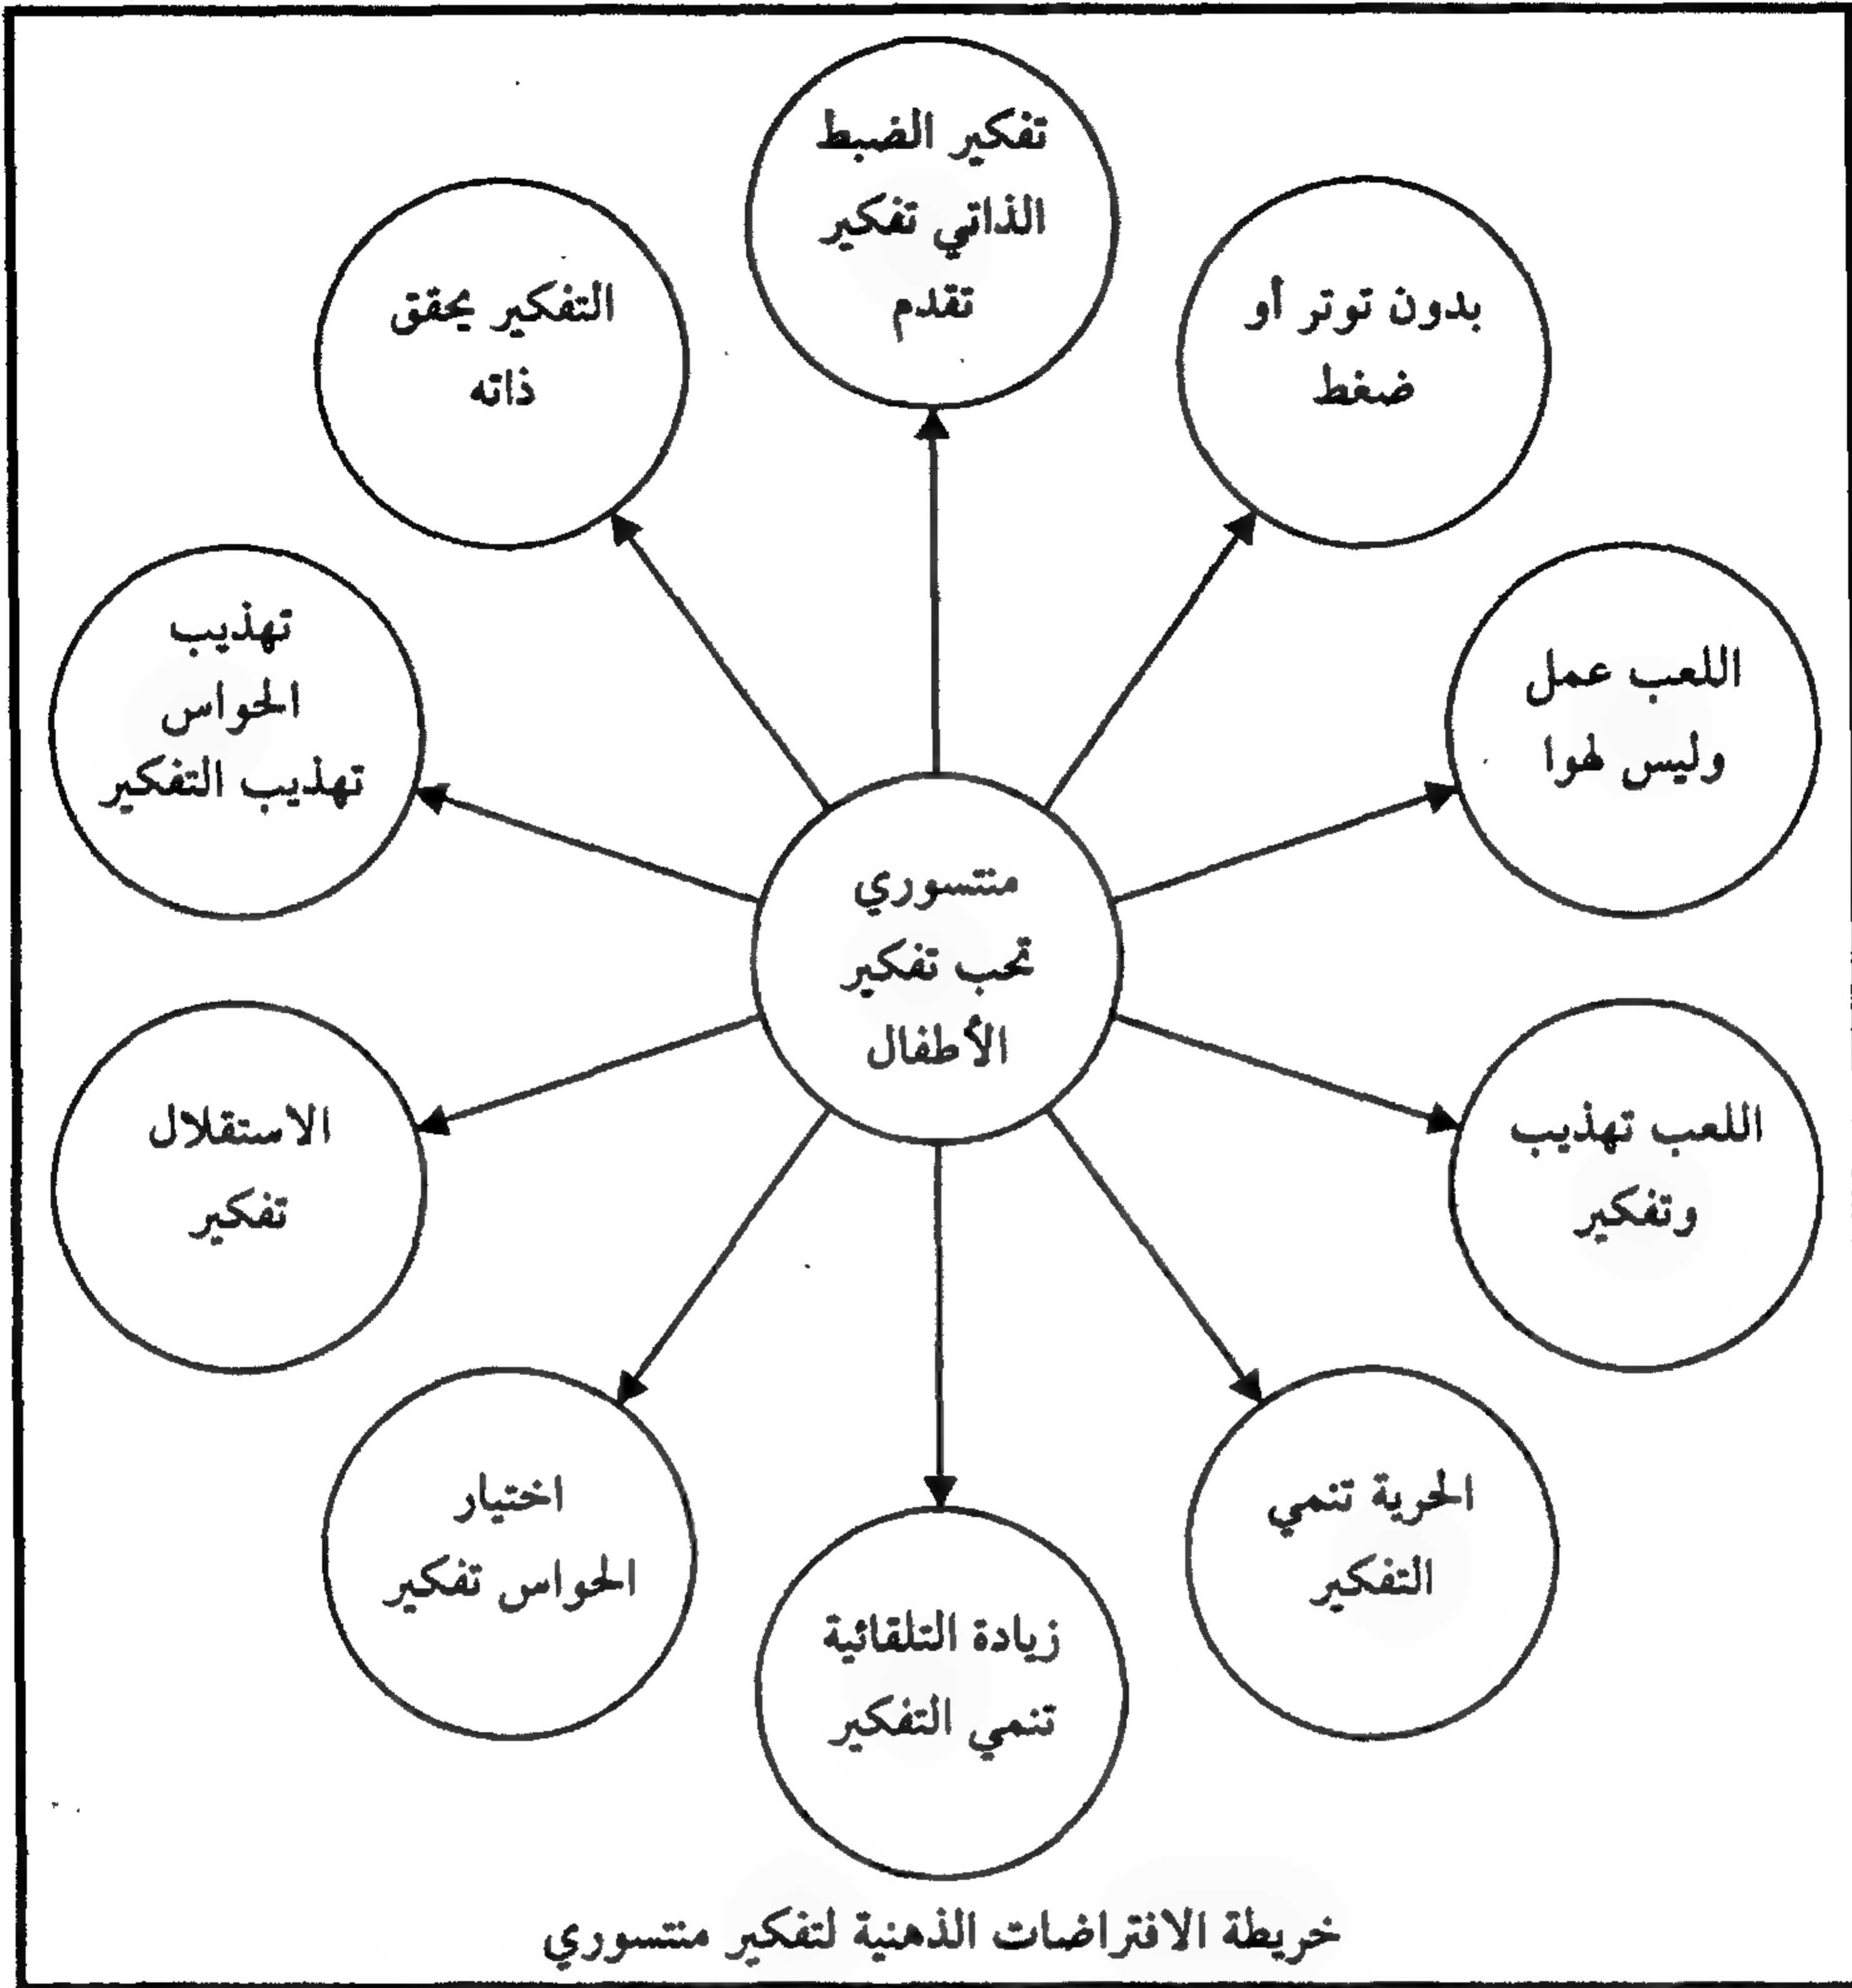 تفكير الضبط
الذاتي تفكير
تقدم
بدون توتر أو
ضغط
التفكير يحقق
ذاته
اللعب عمل
وليس لهوا
تهذيب
الحواس
تهذيب التفكير
منتسوري
تحب تفكير
الأطفال
اللعب تهذيب
وتفكير
الاستقلال
تفكير
الحرية تنمي
التفكير
اختيار
الحواس تفكير
زيادة التلقائية
تنمي التفكير
خريطة الافتراضات الذهنية لتفكير منتسوري